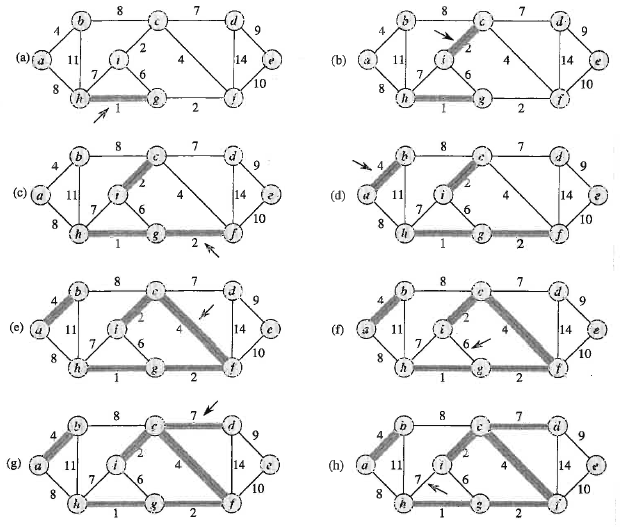 8 7
b c d
4 9
2
(a) a 11 i 4 14 e
7 6
8 10
h g f
1 2
8 7
b c d
4 9
2
(b) a 11 i 4 14 e
7 6
8 10
h g f
1 2
8 7
b c d
4 9
2
(c) a 11 i 4 14 e
7 6
8 10
h g f
1 2
8 7
b c d
4 9
2
(d) a 11 i 4 14 e
7 6
8 10
h g f
1 2
8 7
b c d
4 9
2
(e) a 11 i 4 14 e
7 6
8 10
h g f
1 2
8 7
b c d
4 9
2
(f) a 11 i 4 14 e
7 6
8 10
h g f
1 2
8 7
b c d
4 9
2
(g) a 11 i 4 14 e
7 6
8 10
h g f
1 2
8 7
b c d
4 9
2
(h) a 11 i 4 14 e
7 6
8 10
h g f
1 2